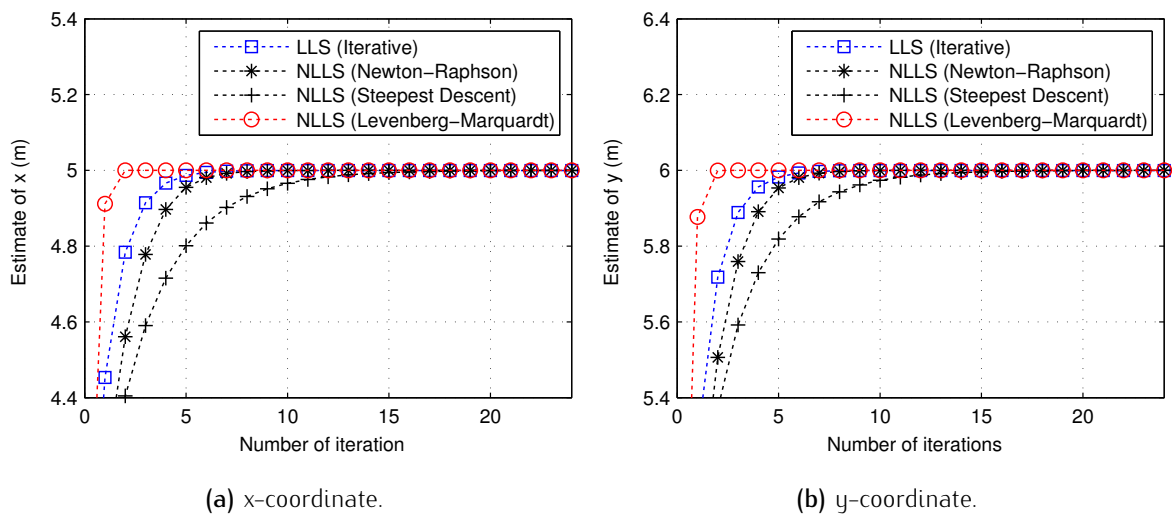 5.4
5.2
5
4.8
4.6
4.4
Estimate of x (m)
LLS (Iterative)
NLLS (Newton−Raphson)
NLLS (Steepest Descent)
NLLS (Levenberg−Marquardt)
0 5 10 15 20
Number of iteration
(a) x-coordinate.
6.4
6.2
6
5.8
5.6
5.4
Estimate of y (m)
LLS (Iterative)
NLLS (Newton−Raphson)
NLLS (Steepest Descent)
NLLS (Levenberg−Marquardt)
0 5 10 15 20
Number of iterations
(b) y-coordinate.